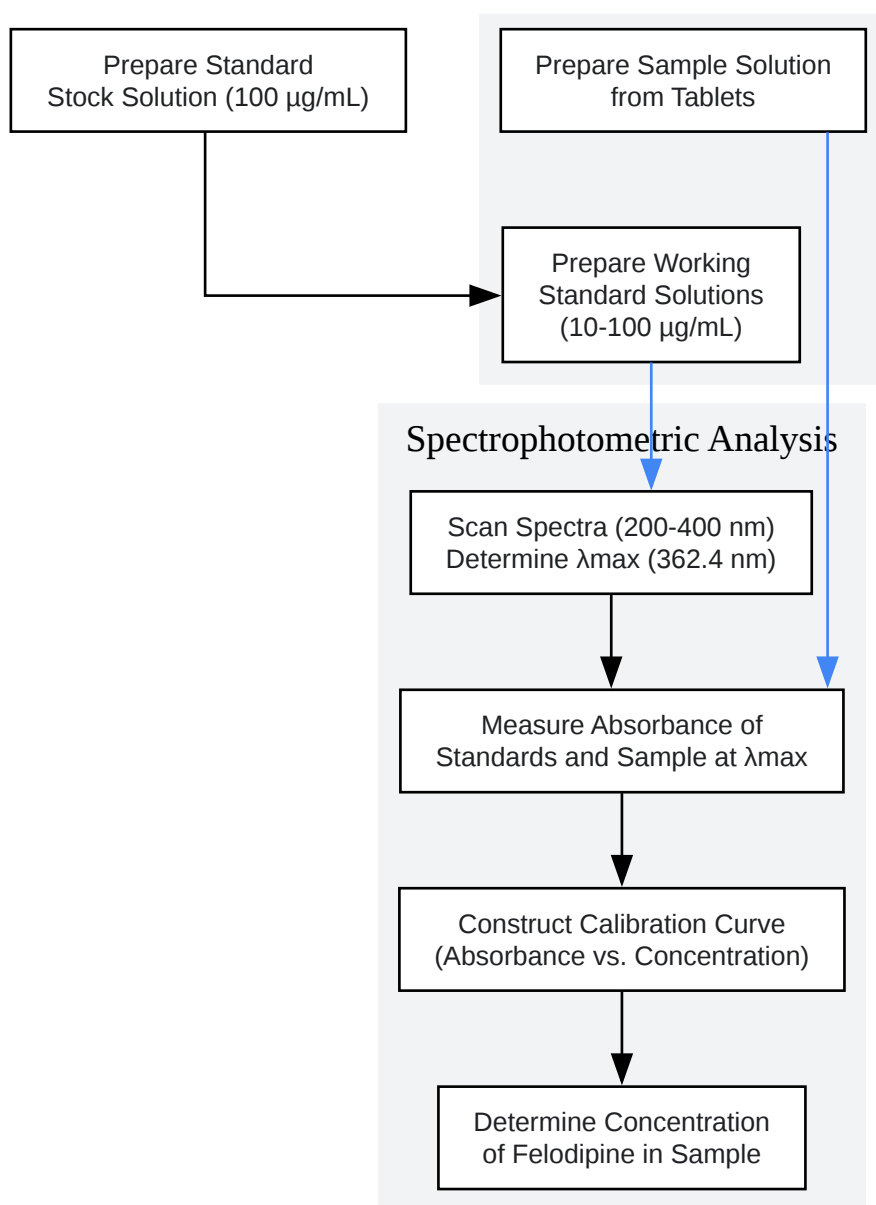 Prepare Standard
Stock Solution (100 µg/mL)
Prepare Sample Solution
from Tablets
Prepare Working
Standard Solutions
(10-100 µg/mL)
Spectrophotometric Analysis
Scan Spectra (200-400 nm)
Determine λmax (362.4 nm)
Measure Absorbance of
Standards and Sample at λmax
Construct Calibration Curve
(Absorbance vs. Concentration)
Determine Concentration
of Felodipine in Sample